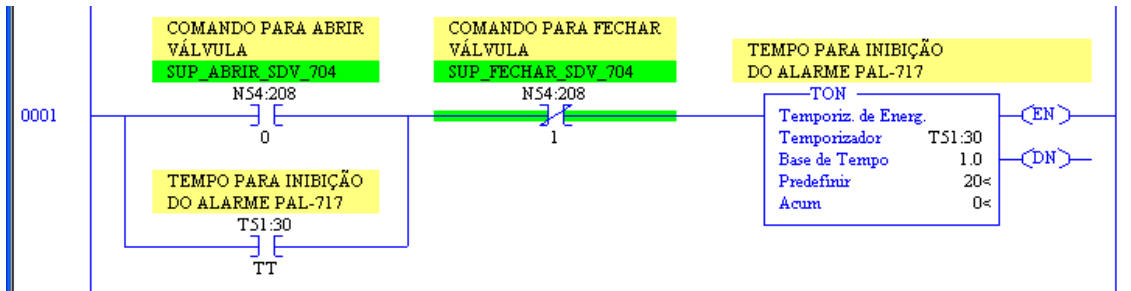 COMANDO PARA ABRIR
VÁLVULA
SUP_ABRIR_SDV_704
N54:208
0
COMANDO PARA FECHAR
VÁLVULA
SUP_FECHAR_SDV_704
N54:208
1
TEMPO PARA INIBIÇÃO
DO ALARME PAL-717
TON
Temporiz. de Energ.
Temporizador T51:30
Base de Tempo 1.0
Predefinir 20<
Acum 0<
EN
DN
0001
TEMPO PARA INIBIÇÃO
DO ALARME PAL-717
T51:30
TT